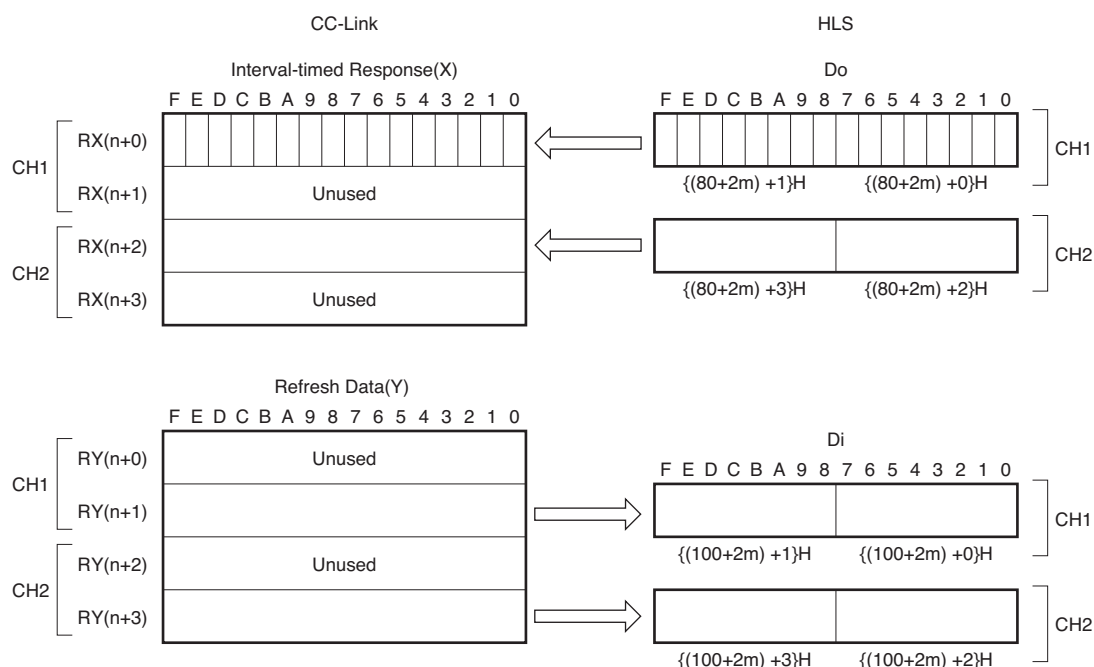 CC-Link HLS
Interval-timed Response(X) Do
F E D C B A 9 8 7 6 5 4 3 2 1 0 F E D C B A 9 8 7 6 5 4 3 2 1 0
CH1 RX(n+0) CH1
{(80+2m) +1}H {(80+2m) +0}H
RX(n+1) Unused
CH2 RX(n+2) CH2
{(80+2m) +3}H {(80+2m) +2}H
RX(n+3) Unused
Refresh Data(Y)
F E D C B A 9 8 7 6 5 4 3 2 1 0
CH1 RY(n+0) Unused Di
F E D C B A 9 8 7 6 5 4 3 2 1 0
RY(n+1) CH1
{(100+2m) +1}H {(100+2m) +0}H
CH2 RY(n+2) Unused
RY(n+3) CH2
{(100+2m) +3}H {(100+2m) +2}H